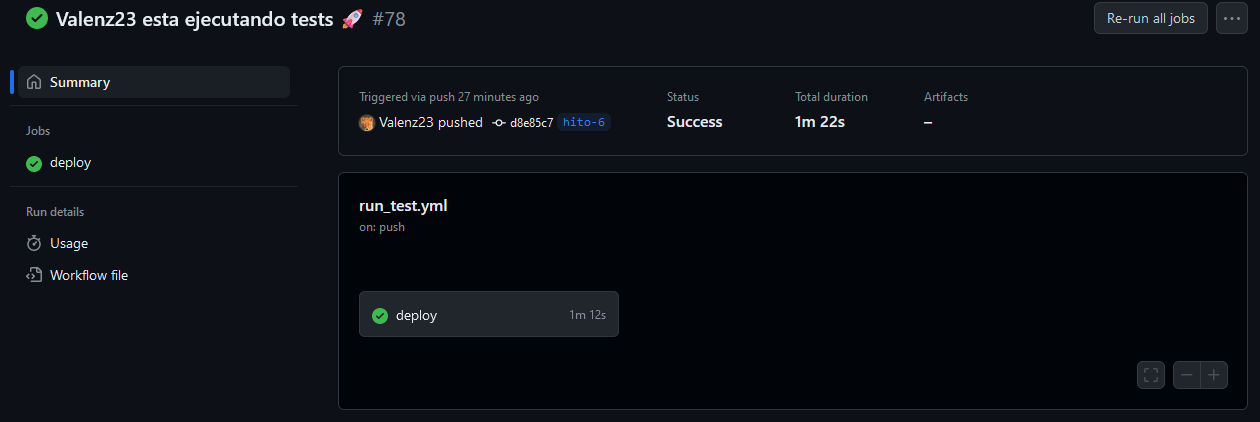 Valenz23 esta ejecutando tests 🚀 #78
Re-run all jobs
Summary
Jobs
deploy
Run details
Usage
Workflow file
Triggered via push 27 minutes ago
Valenz23 pushed d8e85c7 hito-6
Status
Success
Total duration
1m 22s
Artifacts
–
run_test.yml
on: push
deploy 1m 12s